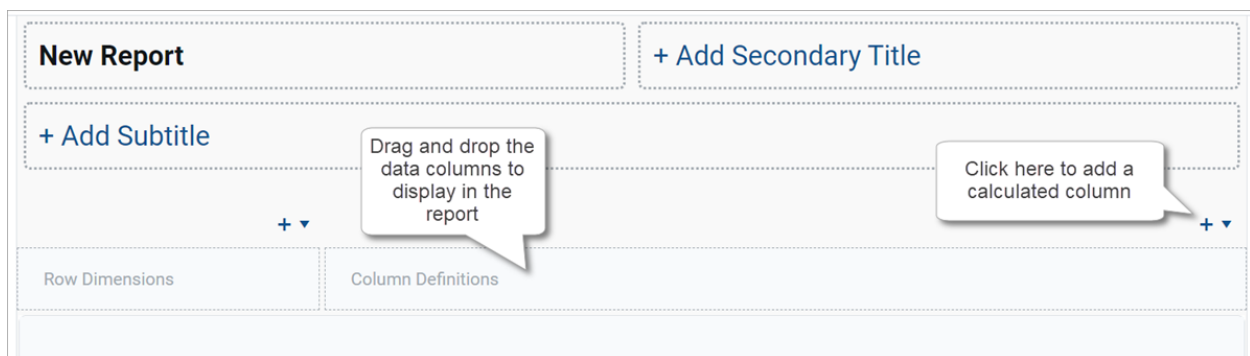 New Report
+ Add Secondary Title
+ Add Subtitle
Drag and drop the
data columns to
display in the
report
Click here to add a
calculated column
+
+
Row Dimensions
Column Definitions